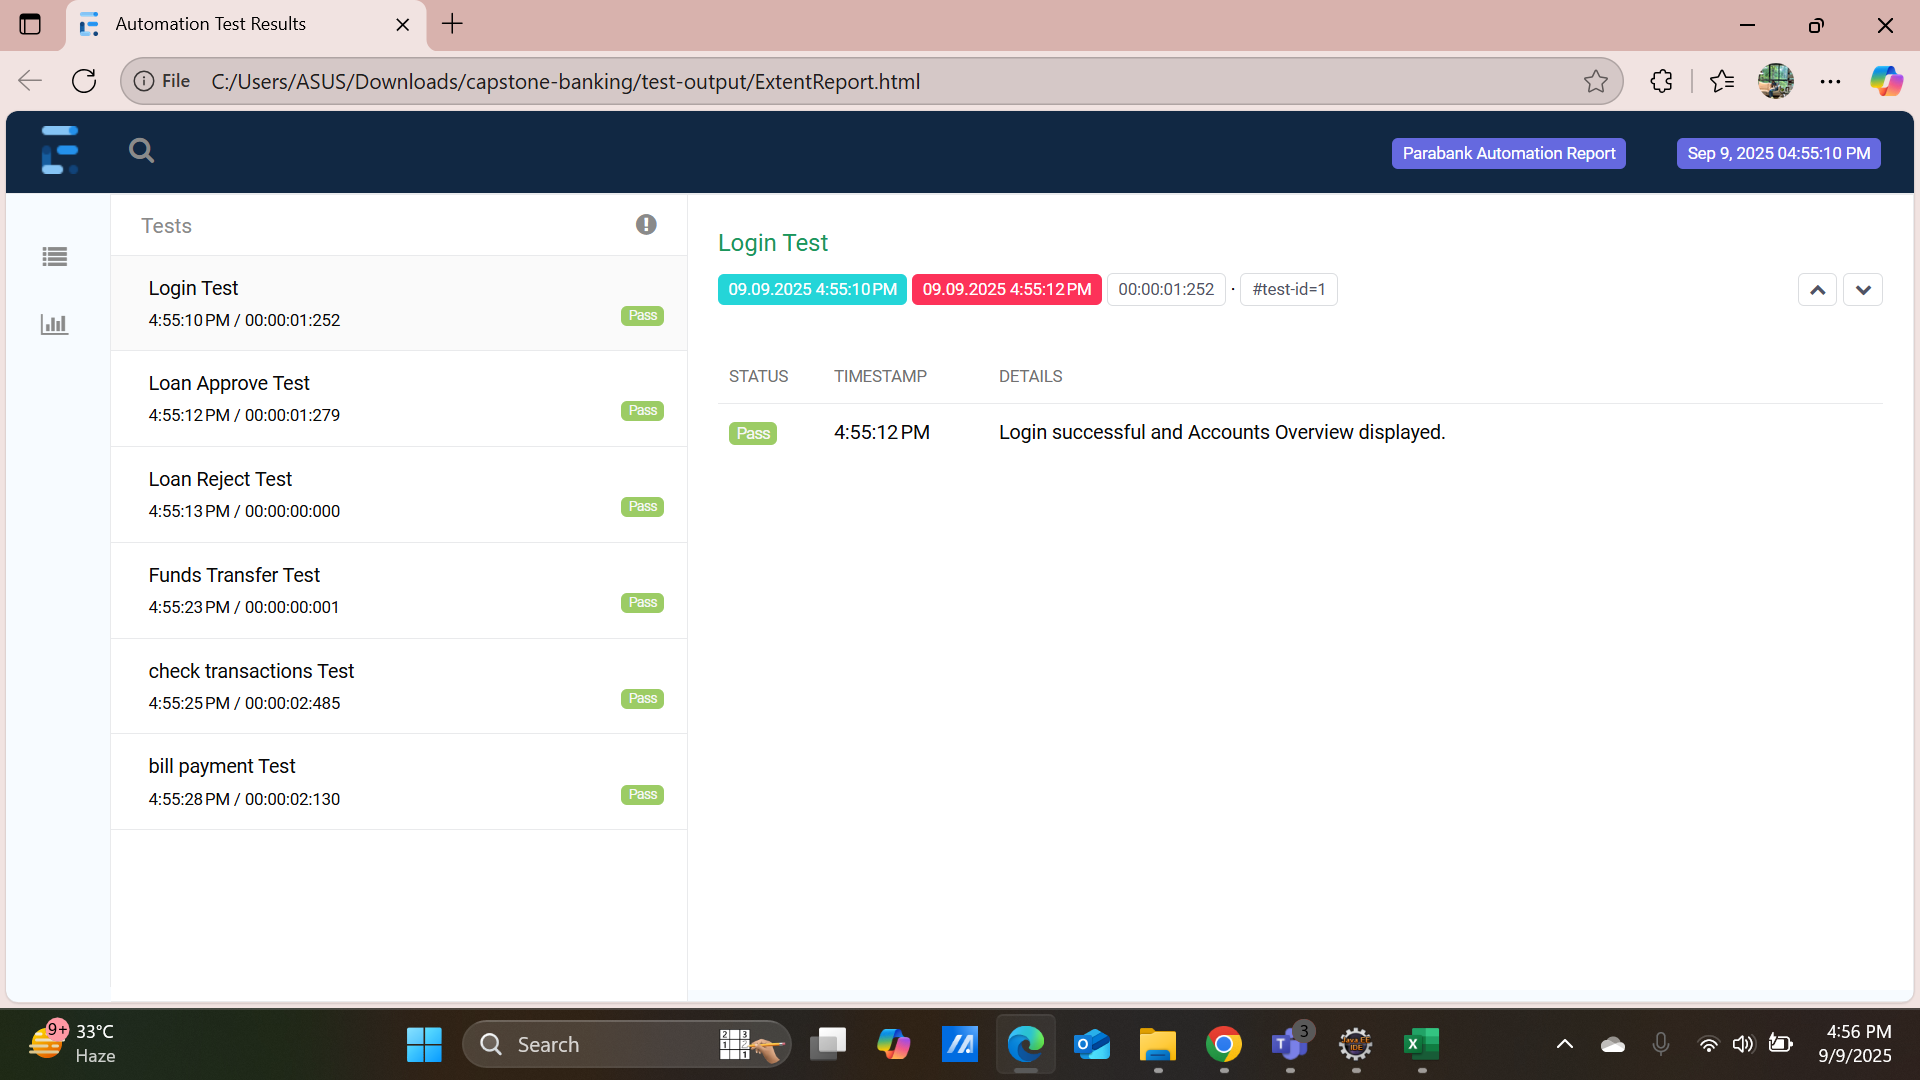 Automation Test Results
File C:/Users/ASUS/Downloads/capstone-banking/test-output/ExtentReport.html
Parabank Automation Report
Sep 9, 2025 04:55:10 PM
Tests
Login Test
4:55:10 PM / 00:00:01:252
Pass
Loan Approve Test
4:55:12 PM / 00:00:01:279
Pass
Loan Reject Test
4:55:13 PM / 00:00:00:000
Pass
Funds Transfer Test
4:55:23 PM / 00:00:00:001
Pass
check transactions Test
4:55:25 PM / 00:00:02:485
Pass
bill payment Test
4:55:28 PM / 00:00:02:130
Pass
Login Test
09.09.2025 4:55:10 PM 09.09.2025 4:55:12 PM 00:00:01:252 · #test-id=1
STATUS TIMESTAMP DETAILS
Pass 4:55:12 PM Login successful and Accounts Overview displayed.
9+
33°C
Haze
Search
3
4:56 PM
9/9/2025